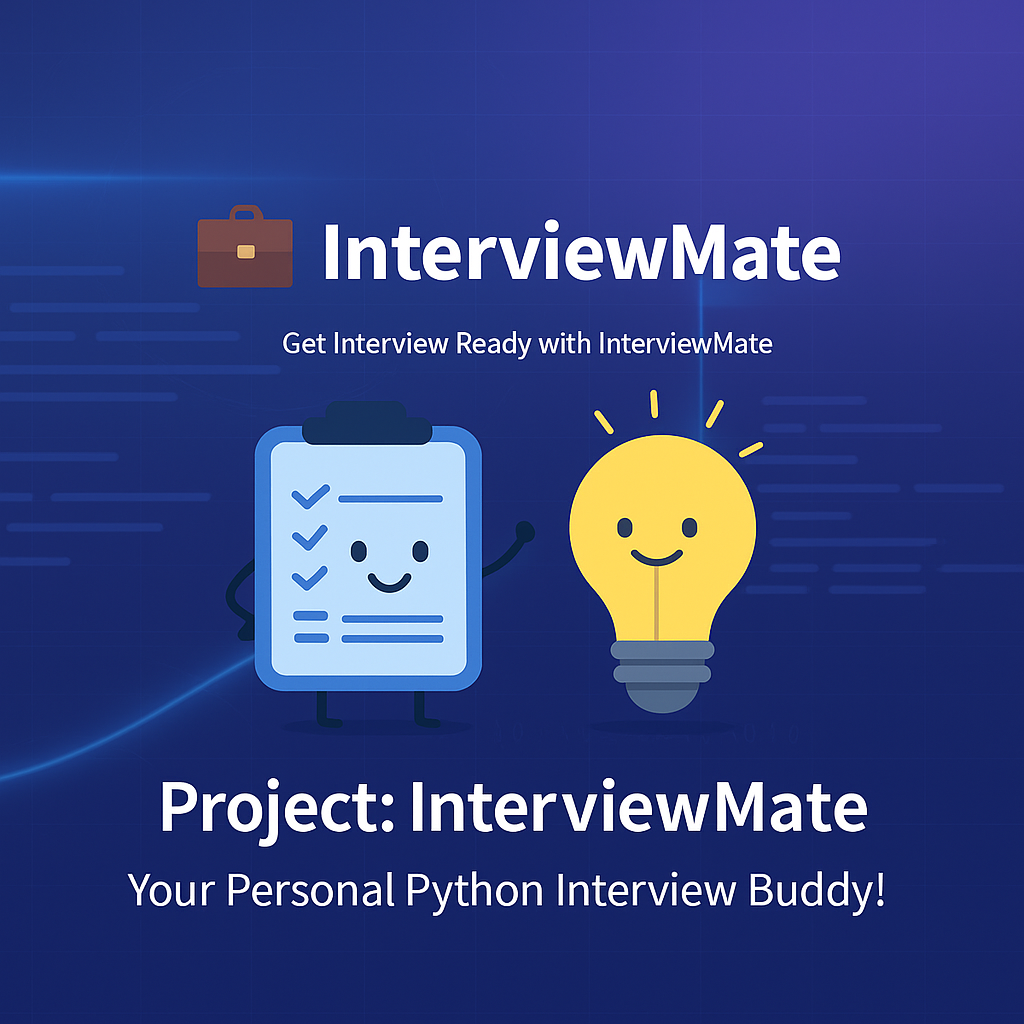 InterviewMate
Get Interview Ready with InterviewMate
Project: InterviewMate
Your Personal Python Interview Buddy!